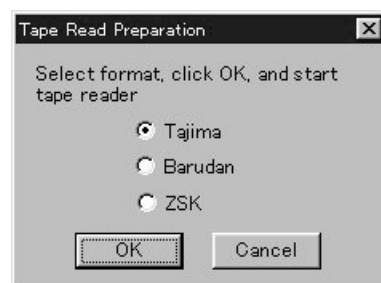 Tape Read Preparation
Select format, click OK, and start
tape reader
Tajima
Barudan
ZSK
OK
Cancel